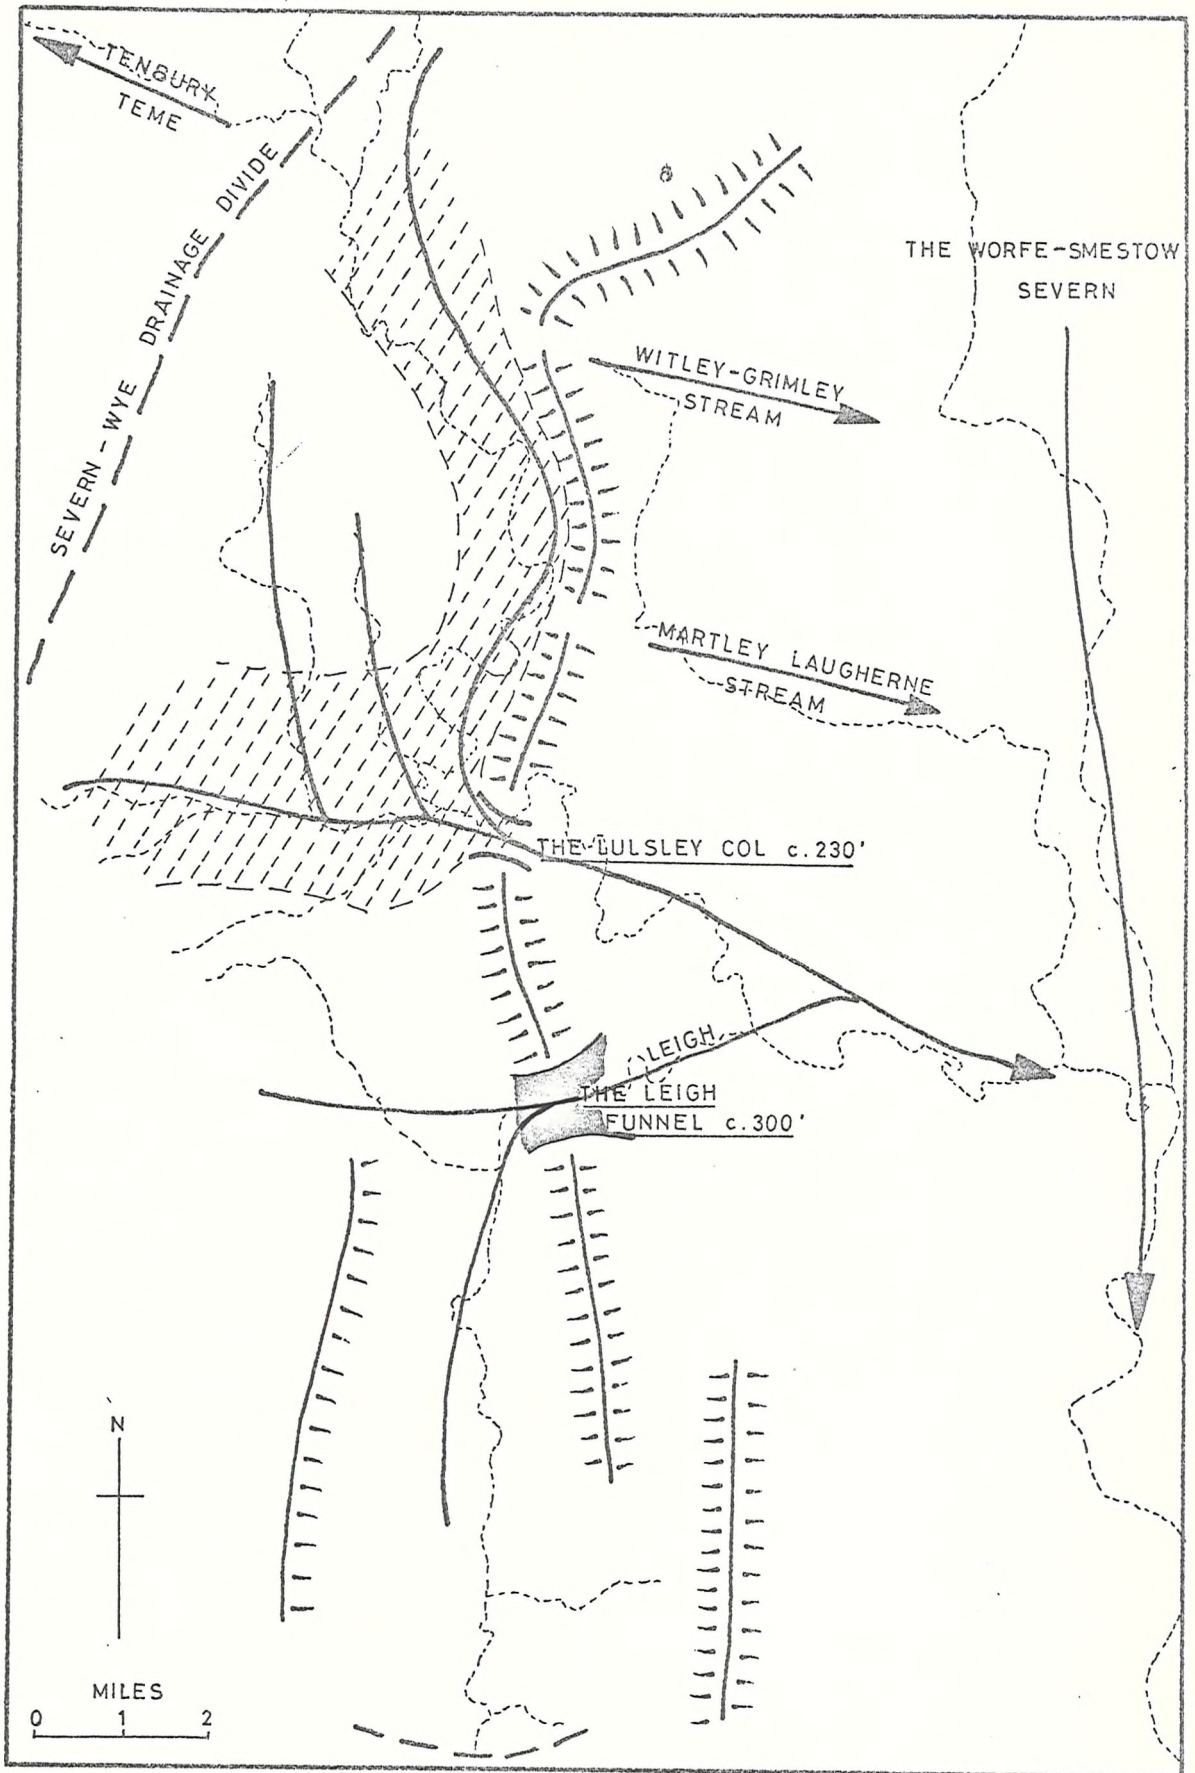 TENBURY
TEME
SEVERN-WYE DRAINAGE DIVIDE
THE WORFE-SMESTOW
SEVERN
WITLEY-GRIMLEY
STREAM
MARTLEY LAUGHERNE
STREAM
THE LULSLEY COL c.230'
LEIGH
THE LEIGH
FUNNEL c.300'
N
MILES
0 1 2